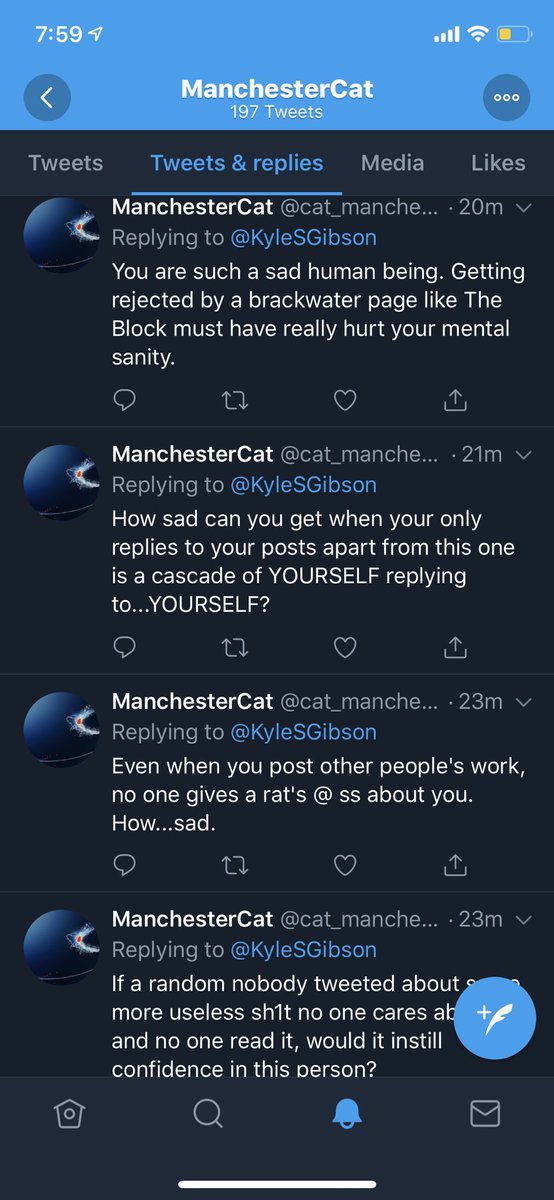 7:59
ManchesterCat
197 Tweets
Tweets
Tweets & replies
Media
Likes
ManchesterCat @cat_manche... · 20m
Replying to @KyleSGibson
You are such a sad human being. Getting
rejected by a brackwater page like The
Block must have really hurt your mental
sanity.
ManchesterCat @cat_manche... · 21m
Replying to @KyleSGibson
How sad can you get when your only
replies to your posts apart from this one
is a cascade of YOURSELF replying
to...YOURSELF?
ManchesterCat @cat_manche... · 23m
Replying to @KyleSGibson
Even when you post other people's work,
no one gives a rat's @ ss about you.
How...sad.
ManchesterCat @cat_manche... · 23m
Replying to @KyleSGibson
If a random nobody tweeted about
more useless sh1t no one cares
and no one read it, would it instill
confidence in this person?